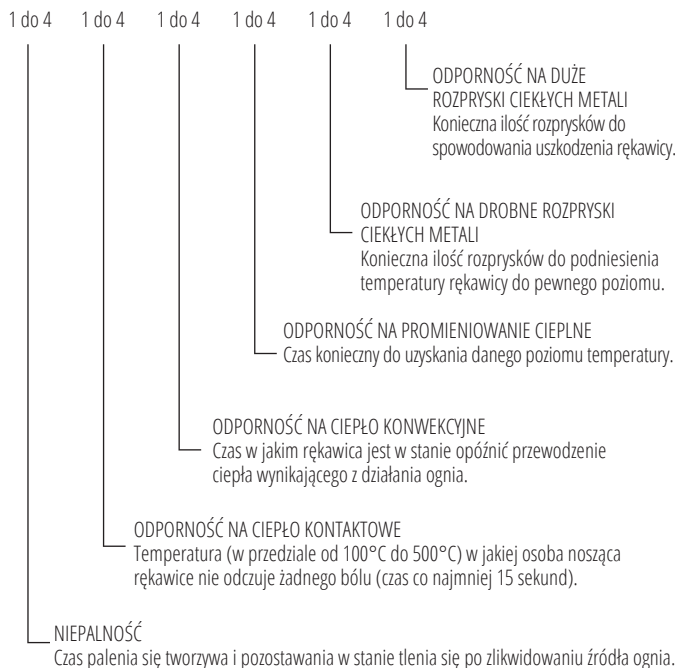 1 do 4 1 do 4 1 do 4 1 do 4 1 do 4 1 do 4
ODPORNOŚĆ NA DUŻE
ROZPRYSKI CIEKŁYCH METALI
Konieczna ilość rozprysków do
spowodowania uszkodzenia rękawicy.
ODPORNOŚĆ NA DROBNE ROZPRYSKI
CIEKŁYCH METALI
Konieczna ilość rozprysków do podniesienia
temperatury rękawicy do pewnego poziomu.
ODPORNOŚĆ NA PROMIENIOWANIE CIEPLNE
Czas konieczny do uzyskania danego poziomu temperatury.
ODPORNOŚĆ NA CIEPŁO KONWEKCYJNE
Czas w jakim rękawica jest w stanie opóźnić przewodzenie
ciepła wynikającego z działania ognia.
ODPORNOŚĆ NA CIEPŁO KONTAKTOWE
Temperatura (w przedziale od 100°C do 500°C) w jakiej osoba nosząca
rękawice nie odczuje żadnego bólu (czas co najmniej 15 sekund).
NIEPALNOŚĆ
Czas palenia się tworzywa i pozostawania w stanie tlenia się po zlikwidowaniu źródła ognia.